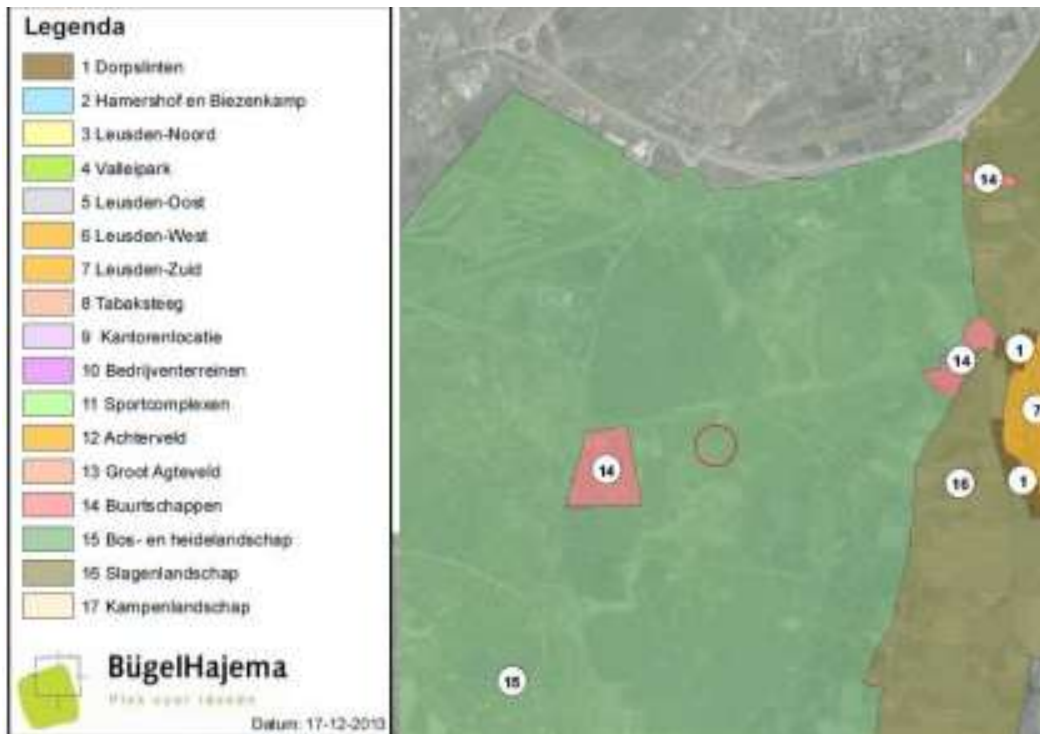 Legenda
1 Dorpslinten
2 Hamershof en Biezenkamp
3 Leusden-Noord
4 Valleipark
5 Leusden-Oost
6 Leusden-West
7 Leusden-Zuid
8 Tabaksteeg
9 Kantorenlocatie
10 Bedrijventerreinen
11 Sportcomplexen
12 Achterveld
13 Groot Agteveld
14 Buurtschappen
15 Bos- en heidelandschap
16 Slagenlandschap
17 Kampenlandschap
BügelHajema
Datum: 17-12-2013
14
14
1
7
14
16
1
15